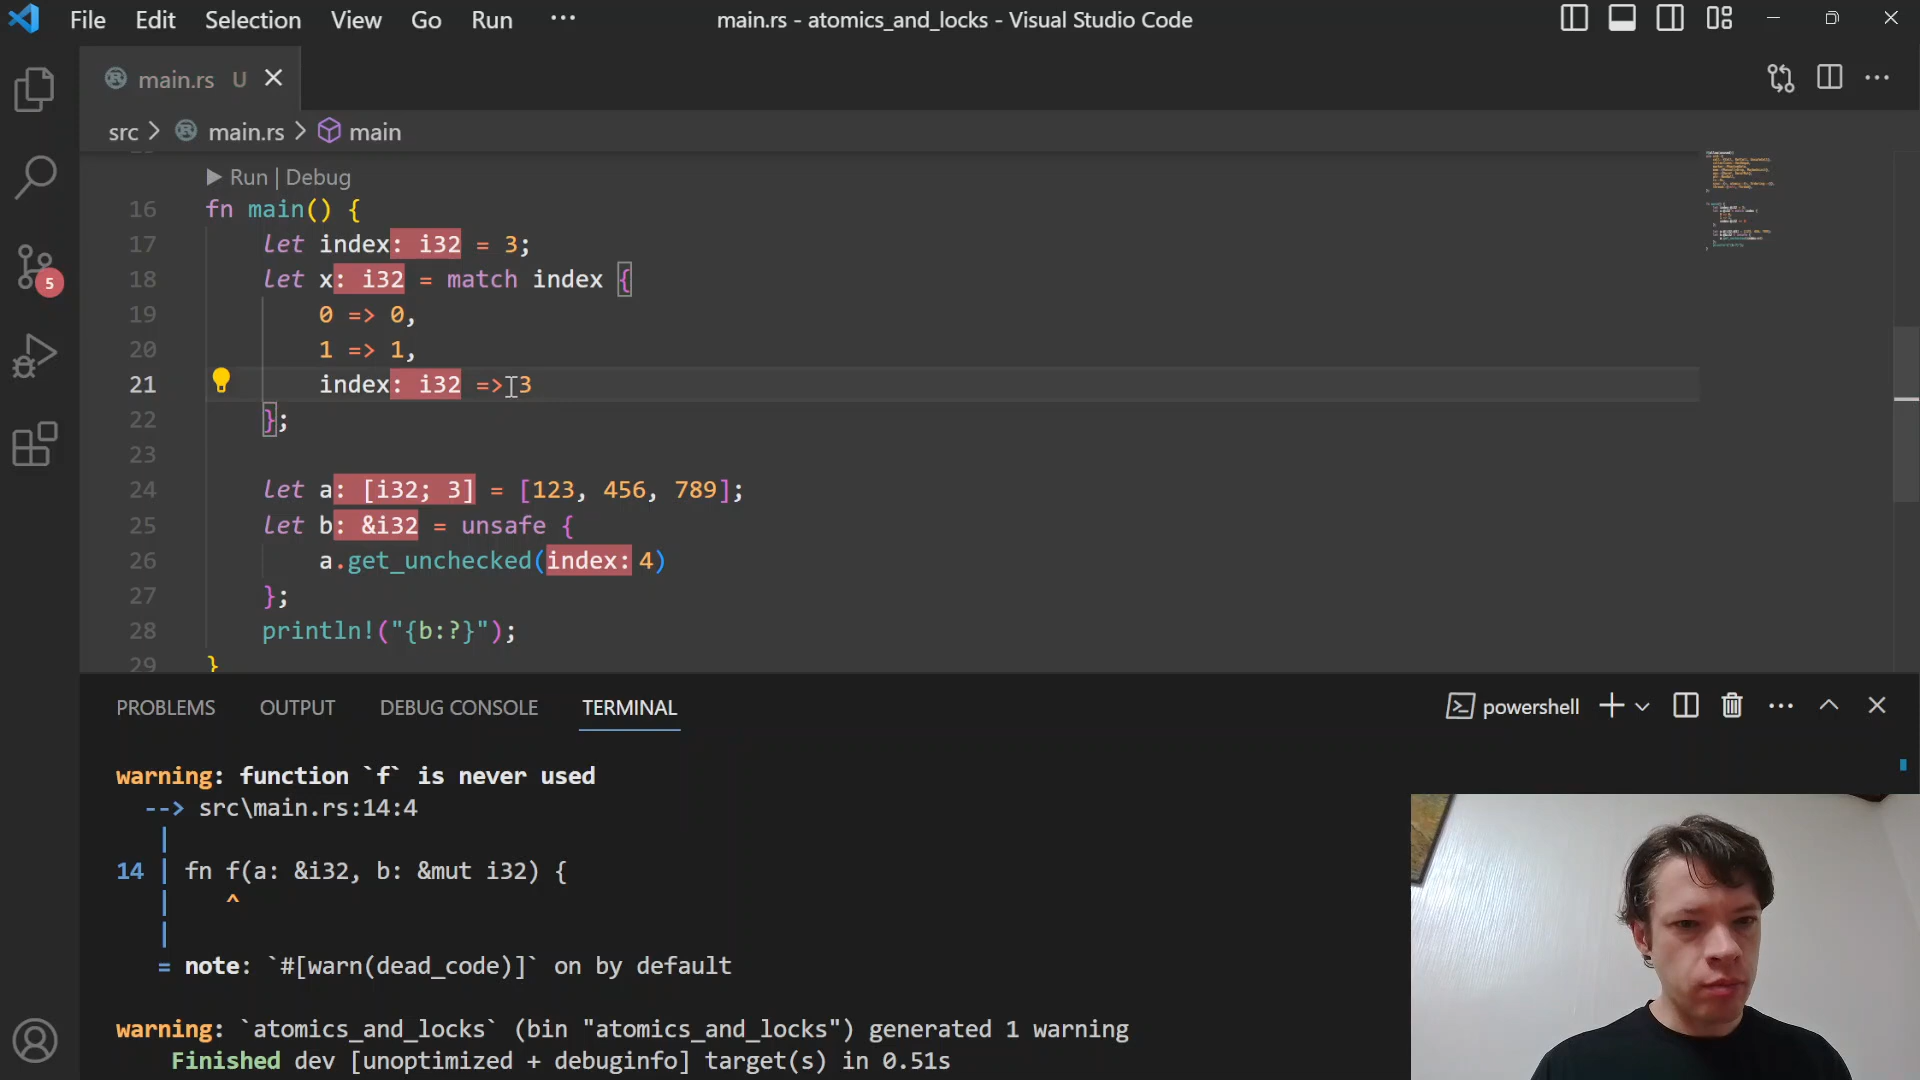 File Edit Selection View Go Run ···
main.rs - atomics_and_locks - Visual Studio Code
main.rs U
src > main.rs > main
Run | Debug
16 fn main() {
17 let index: i32 = 3;
18 let x: i32 = match index {
19 0 => 0,
20 1 => 1,
21 index: i32 => 3
22 };
23
24 let a: [i32; 3] = [123, 456, 789];
25 let b: &i32 = unsafe {
26 a.get_unchecked(index: 4)
27 };
28 println!("{b:?}");
29 }
5
PROBLEMS OUTPUT DEBUG CONSOLE TERMINAL
powershell
warning: function `f` is never used
--> src\main.rs:14:4
|
14 | fn f(a: &i32, b: &mut i32) {
| ^
|
= note: `#[warn(dead_code)]` on by default
warning: `atomics_and_locks` (bin "atomics_and_locks") generated 1 warning
Finished dev [unoptimized + debuginfo] target(s) in 0.51s